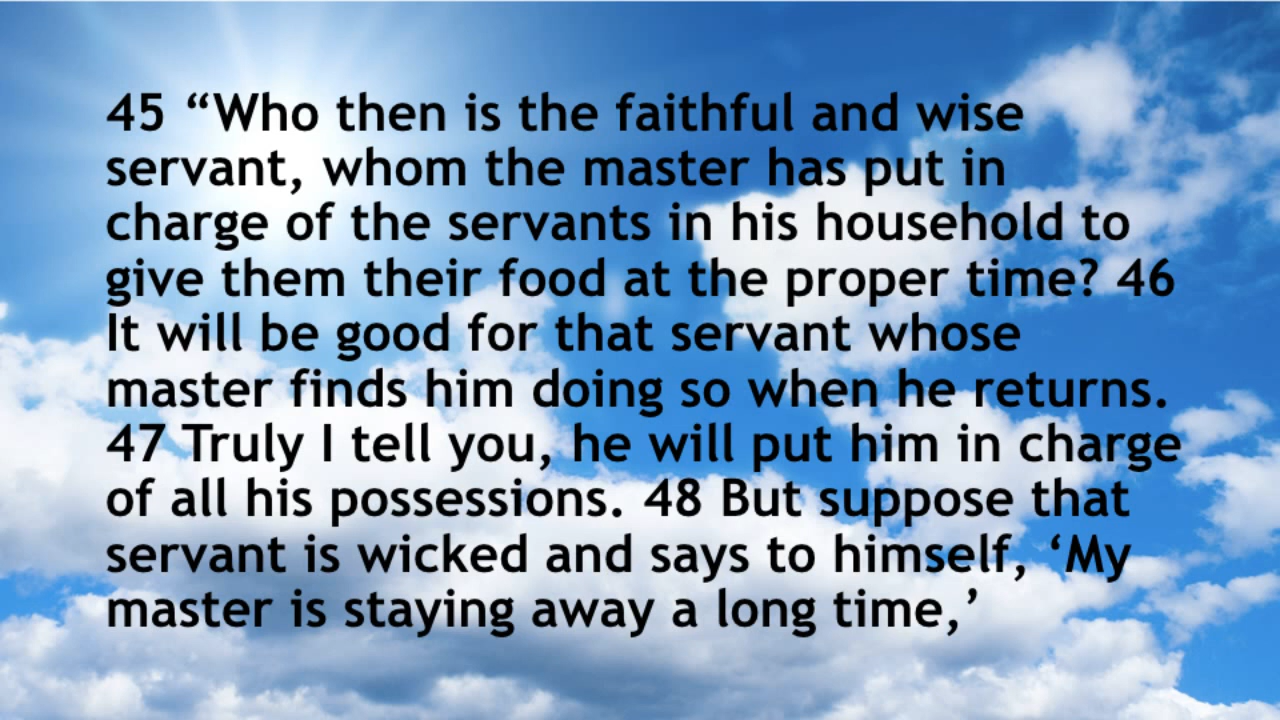 45 “Who then is the faithful and wise
servant, whom the master has put in
charge of the servants in his household to
give them their food at the proper time? 46
It will be good for that servant whose
master finds him doing so when he returns.
47 Truly I tell you, he will put him in charge
of all his possessions. 48 But suppose that
servant is wicked and says to himself, ‘My
master is staying away a long time,’